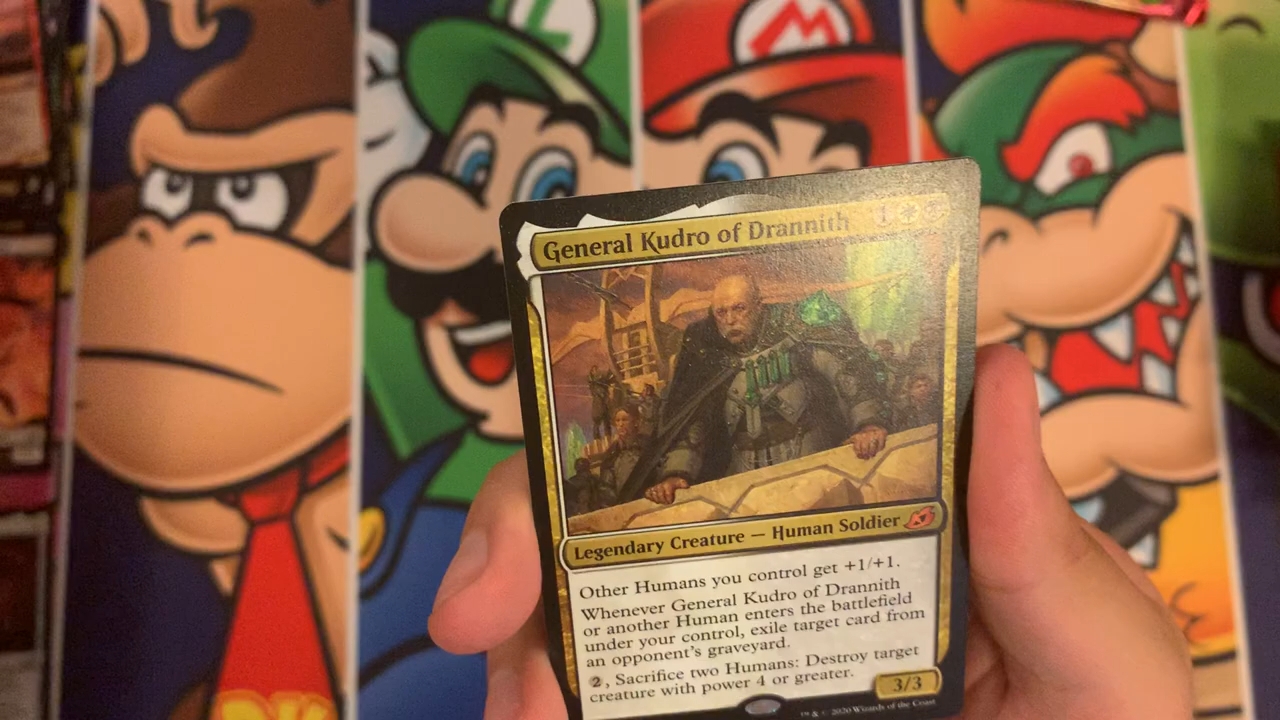 L
M
General Kudro of Drannith
1
Legendary Creature — Human Soldier
Other Humans you control get +1/+1.
Whenever General Kudro of Drannith
or another Human enters the battlefield
under your control, exile target card from
an opponent's graveyard.
2, Sacrifice two Humans: Destroy target
creature with power 4 or greater.
3/3
™ & © 2020 Wizards of the Coast
DK